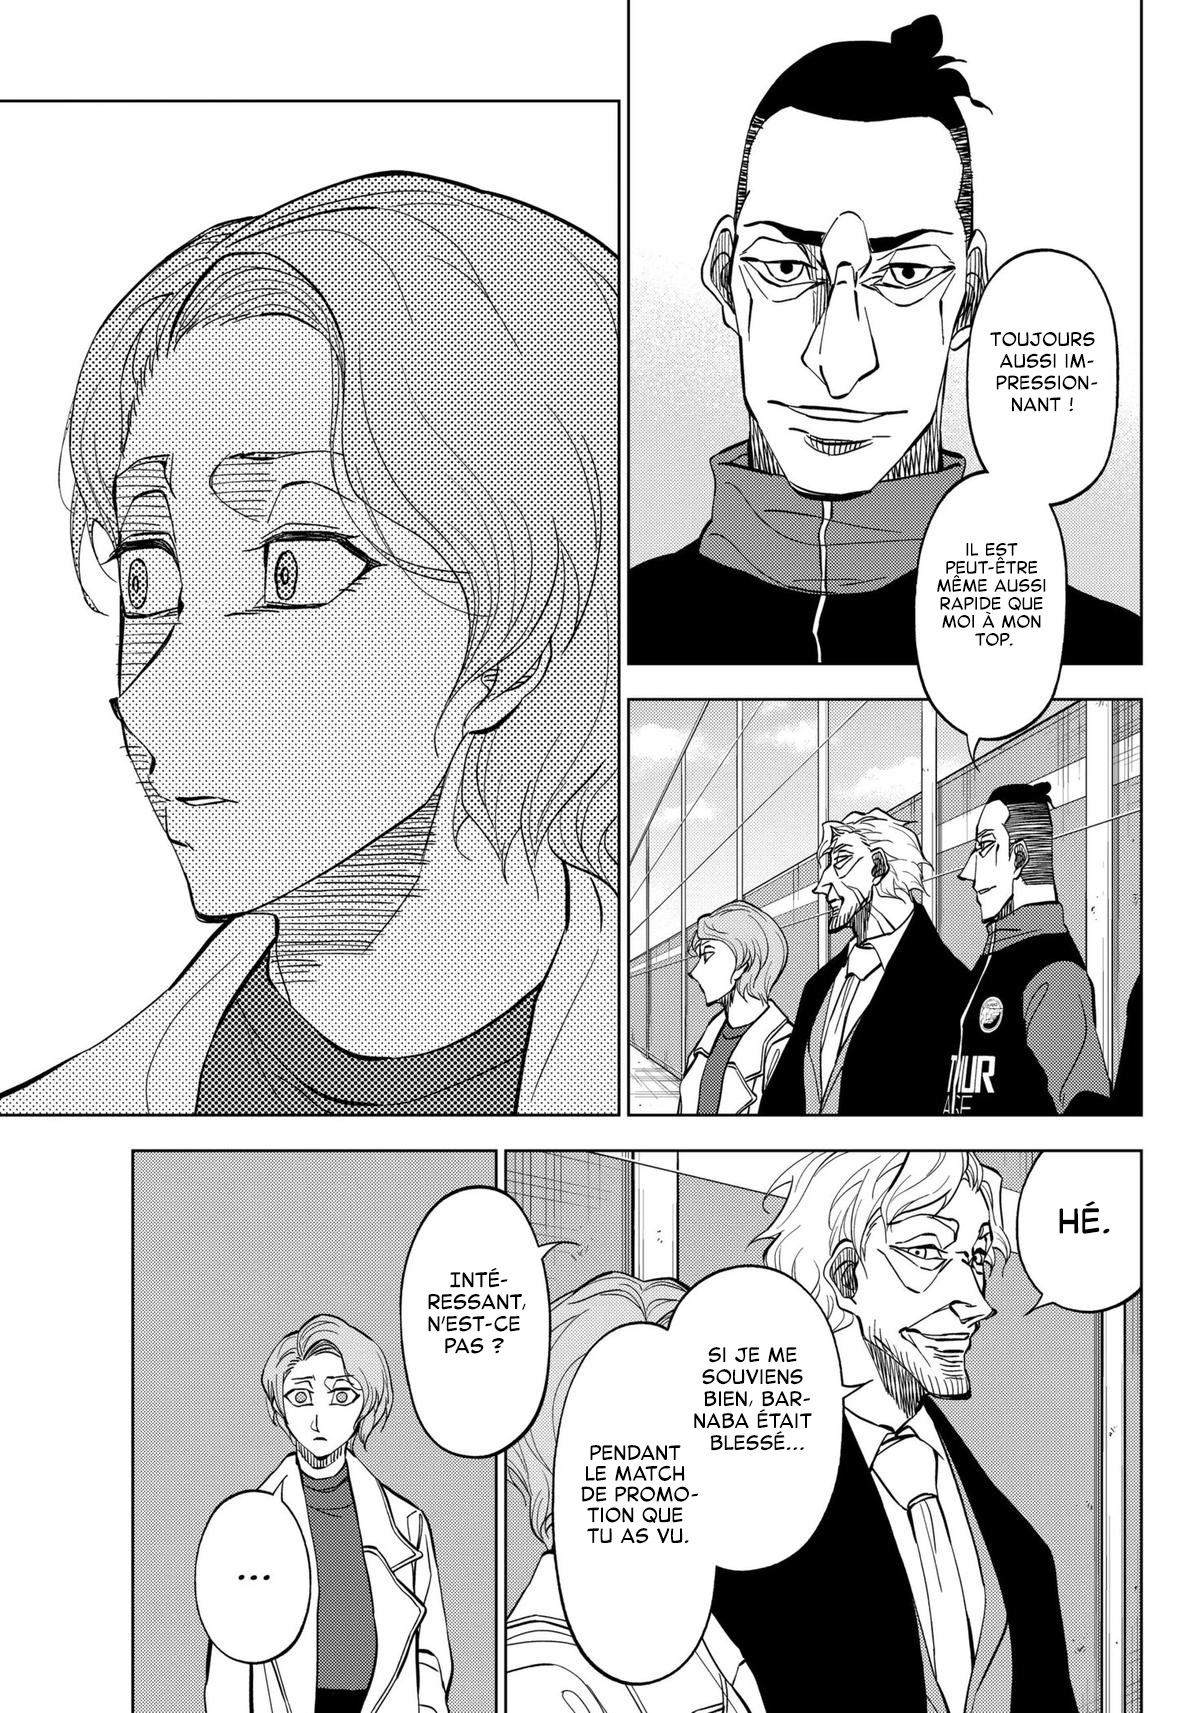 TOUJOURS
AUSSI IM-
PRESSION-
NANT !
IL EST
PEUT-ÊTRE
MÊME AUSSI
RAPIDE QUE
MOI À MON
TOP.
HÉ.
SI JE ME
SOUVIENS
BIEN, BAR-
NABA ÉTAIT
BLESSÉ...
PENDANT
LE MATCH
DE PROMO-
TION QUE
TU AS VU.
INTÉ-
RESSANT,
N'EST-CE
PAS ?
...